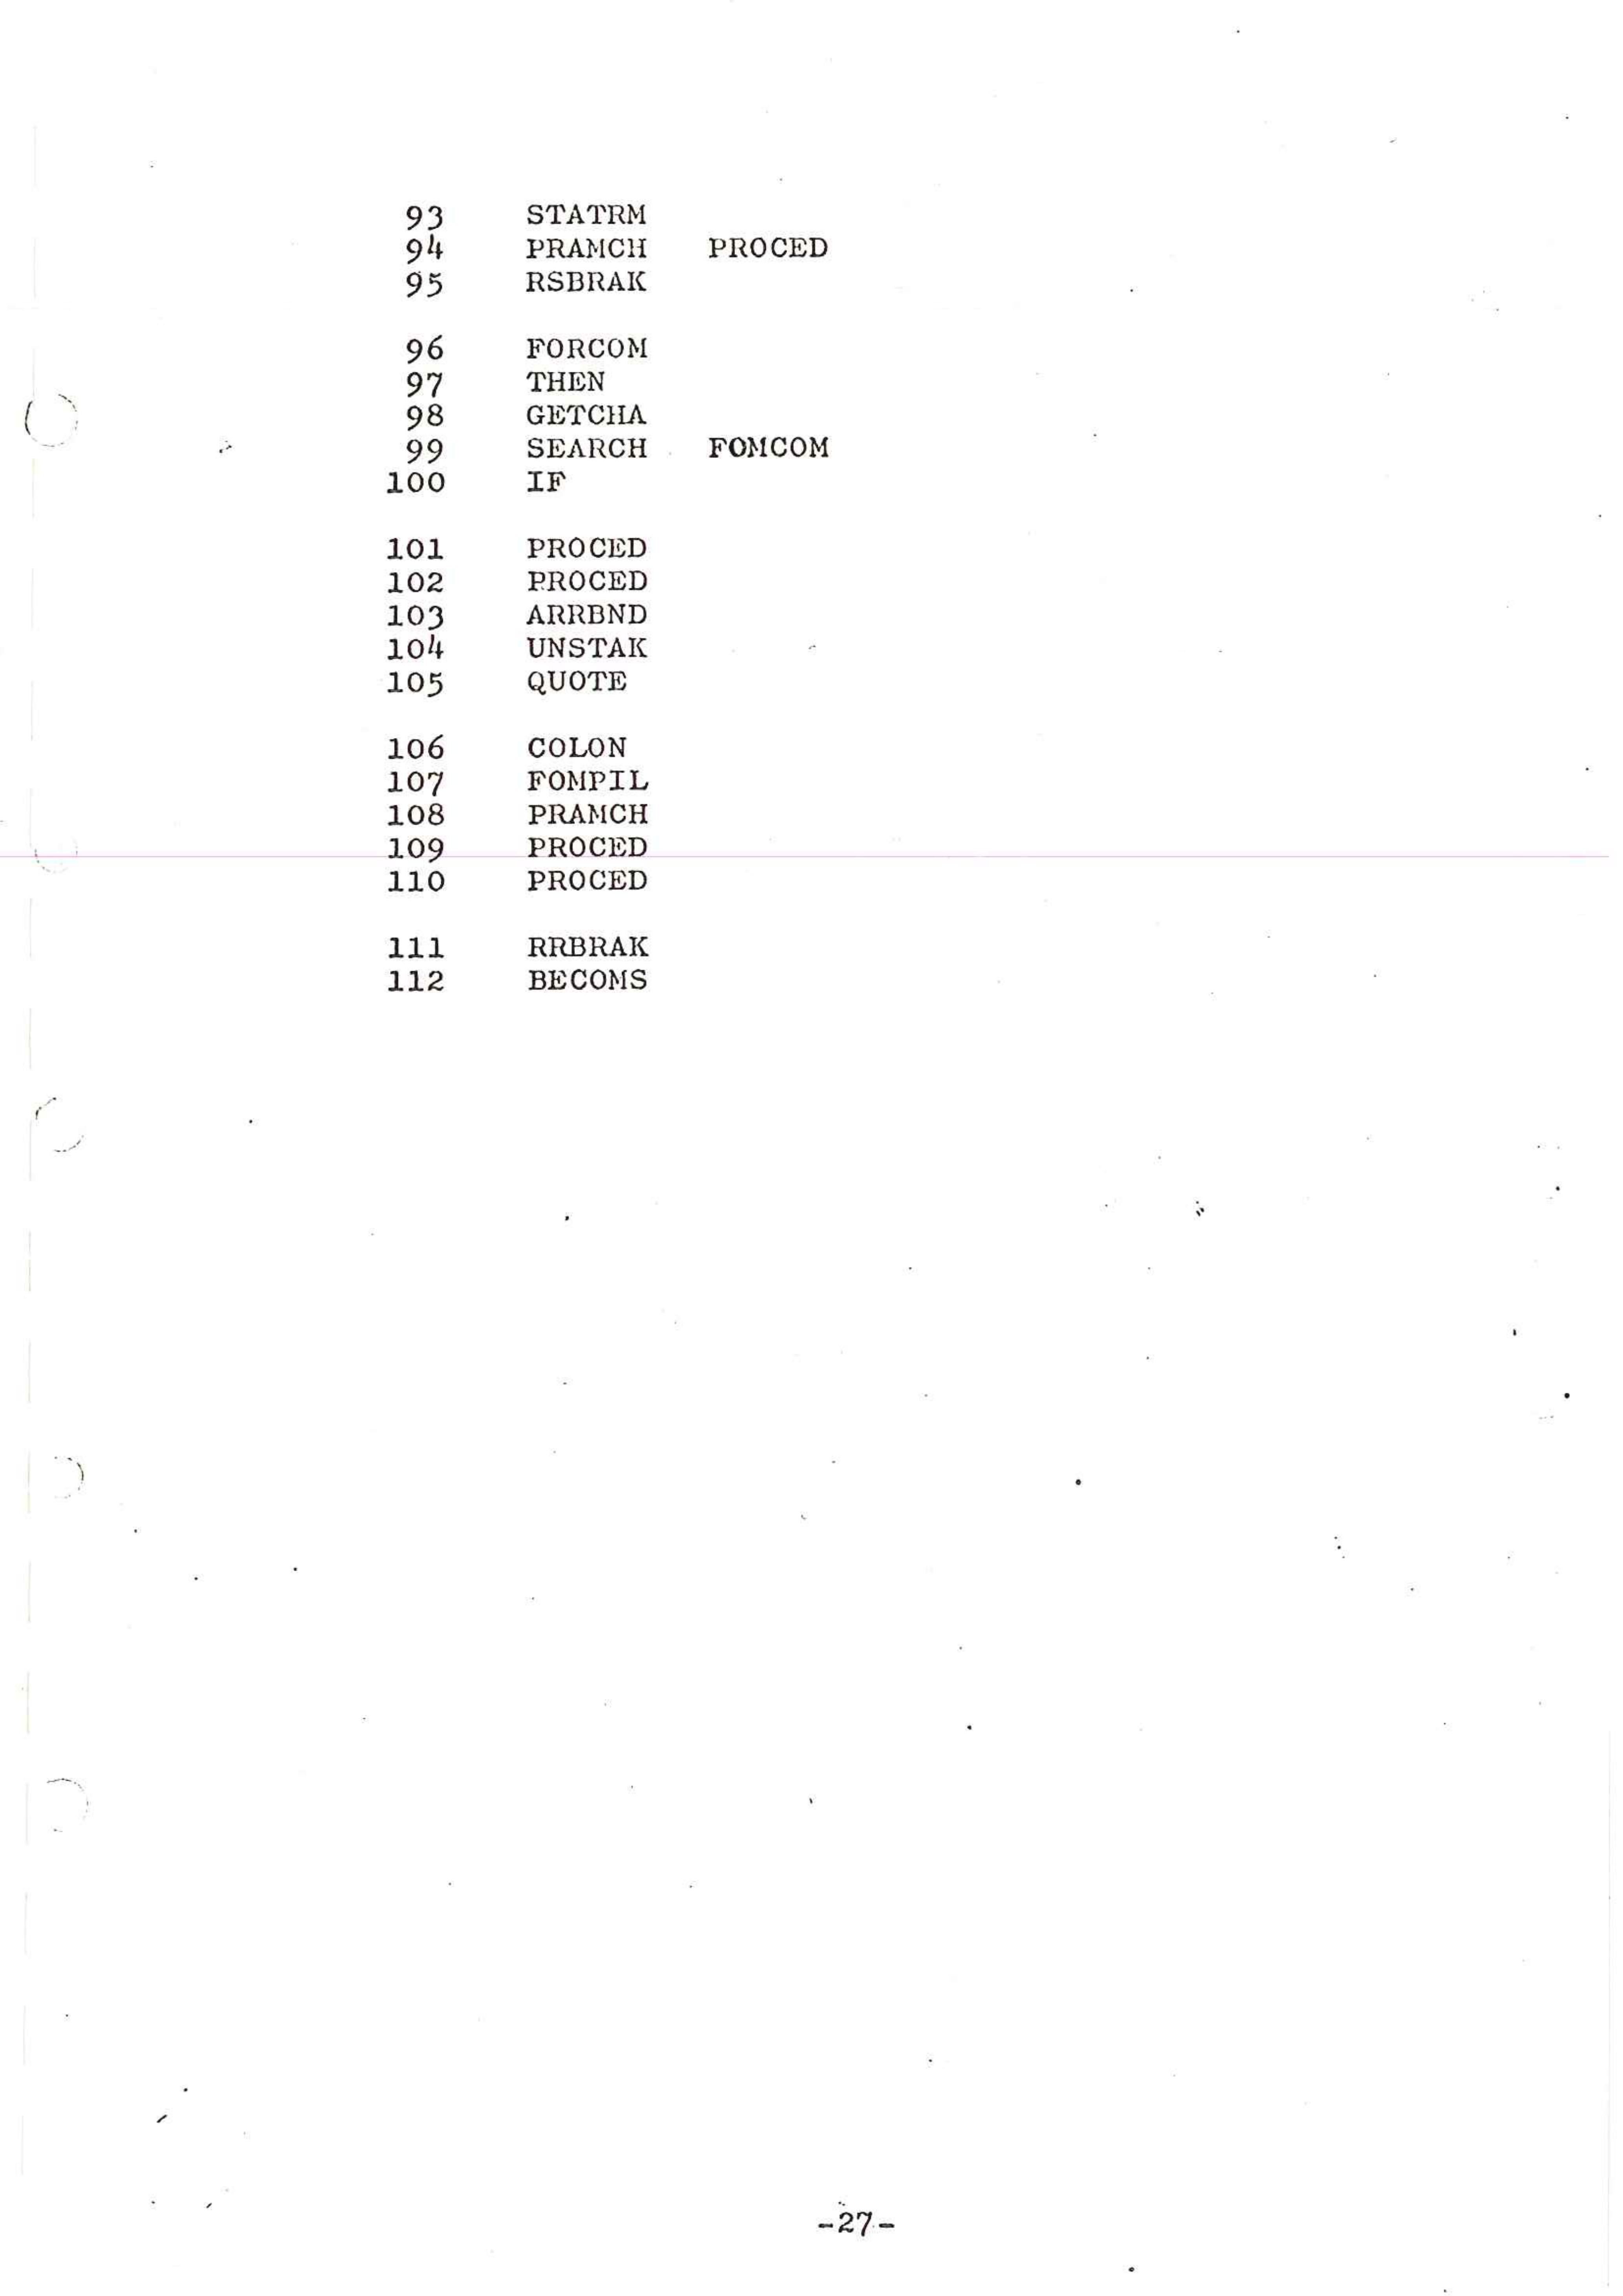 93 STATRM
94 PRAMCH PROCED
95 RSBRAK
96 FORCOM
97 THEN
98 GETCHA
99 SEARCH FOMCOM
100 IF
101 PROCED
102 PROCED
103 ARRBND
104 UNSTAK
105 QUOTE
106 COLON
107 FOMPIL
108 PRAMCH
109 PROCED
110 PROCED
111 RRBRAK
112 BECOMS
-27-